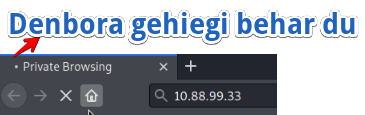 Denbora gehiegi behar du
• Private Browsing × +
10.88.99.33